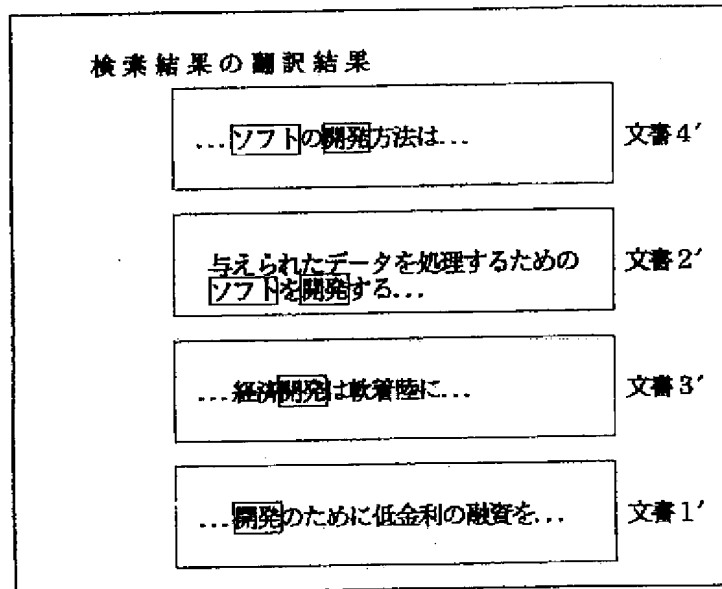 検索結果の翻訳結果
...ソフトの開発方法は...
文書4′
与えられたデータを処理するための
ソフトを開発する...
文書2′
...経済開発は軟着陸に...
文書3′
...開発のために低金利の融資を...
文書1′